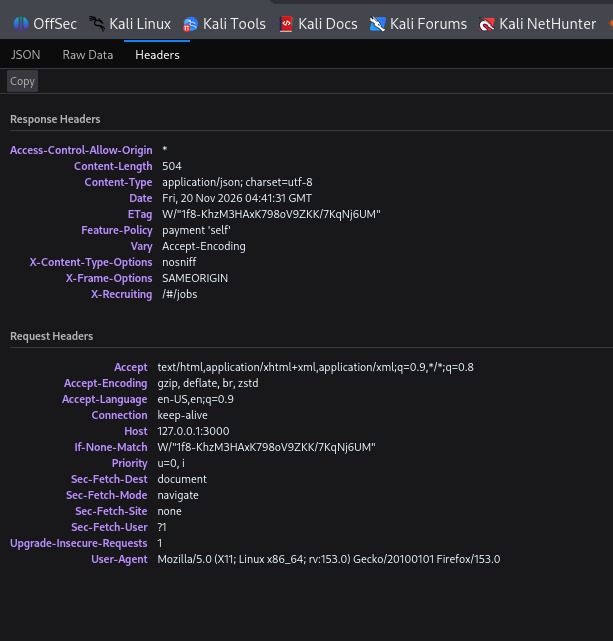 OffSec Kali Linux Kali Tools Kali Docs Kali Forums Kali NetHunter
JSON Raw Data Headers
Copy
Response Headers
Access-Control-Allow-Origin *
Content-Length 504
Content-Type application/json; charset=utf-8
Date Fri, 20 Nov 2026 04:41:31 GMT
ETag W/"1f8-KhzM3HAxK798oV9ZKK/7KqNj6UM"
Feature-Policy payment 'self'
Vary Accept-Encoding
X-Content-Type-Options nosniff
X-Frame-Options SAMEORIGIN
X-Recruiting /#/jobs
Request Headers
Accept text/html,application/xhtml+xml,application/xml;q=0.9,*/*;q=0.8
Accept-Encoding gzip, deflate, br, zstd
Accept-Language en-US,en;q=0.9
Connection keep-alive
Host 127.0.0.1:3000
If-None-Match W/"1f8-KhzM3HAxK798oV9ZKK/7KqNj6UM"
Priority u=0, i
Sec-Fetch-Dest document
Sec-Fetch-Mode navigate
Sec-Fetch-Site none
Sec-Fetch-User ?1
Upgrade-Insecure-Requests 1
User-Agent Mozilla/5.0 (X11; Linux x86_64; rv:153.0) Gecko/20100101 Firefox/153.0